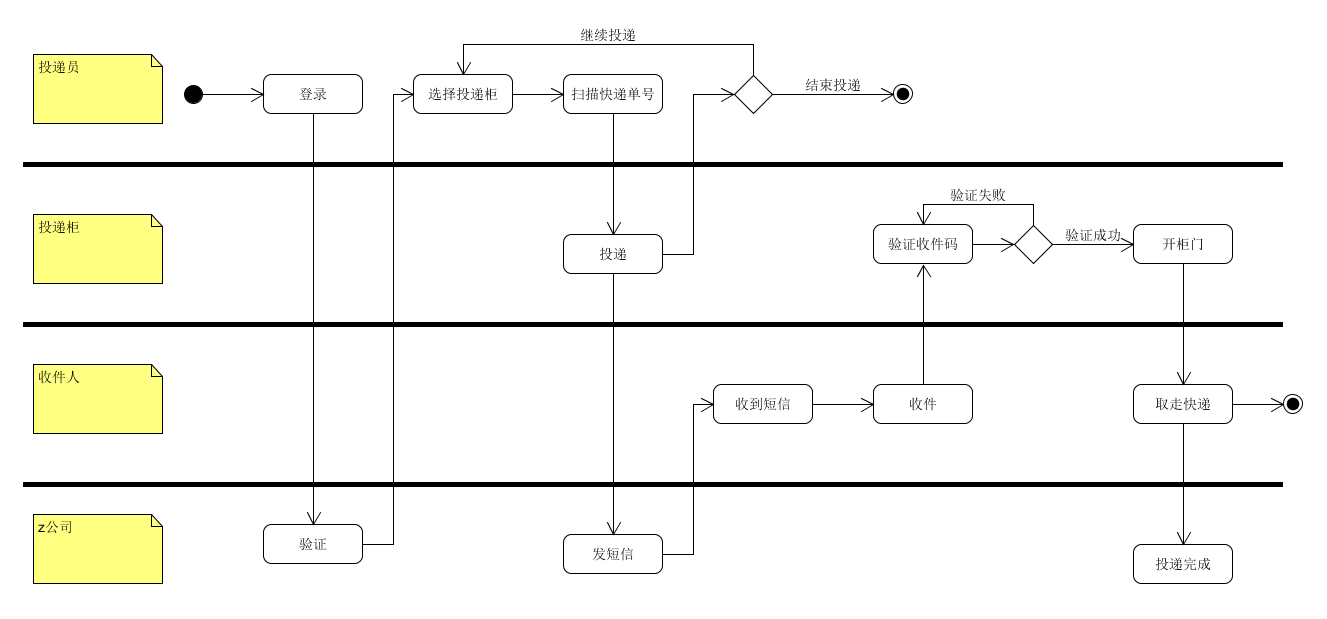 继续投递
投递员
登录
选择投递柜
扫描快递单号
结束投递
验证失败
投递柜
投递
验证收件码
验证成功
开柜门
收件人
收到短信
收件
取走快递
z公司
验证
发短信
投递完成